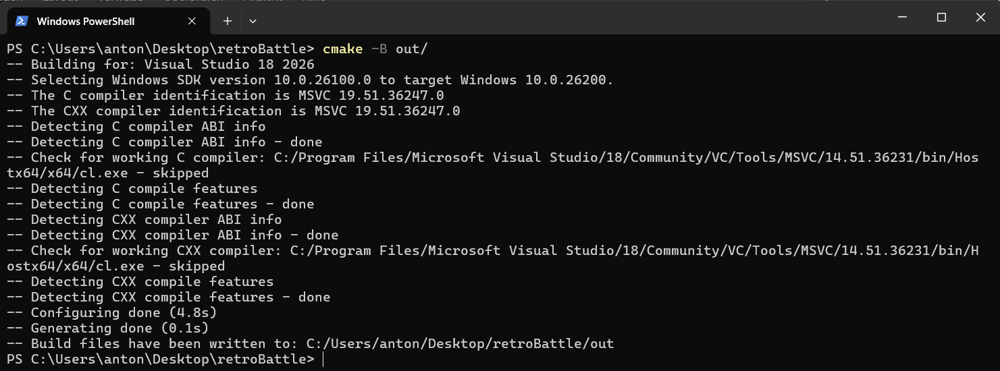 Windows PowerShell
PS C:\Users\anton\Desktop\retroBattle> cmake -B out/
-- Building for: Visual Studio 18 2026
-- Selecting Windows SDK version 10.0.26100.0 to target Windows 10.0.26200.
-- The C compiler identification is MSVC 19.51.36247.0
-- The CXX compiler identification is MSVC 19.51.36247.0
-- Detecting C compiler ABI info
-- Detecting C compiler ABI info - done
-- Check for working C compiler: C:/Program Files/Microsoft Visual Studio/18/Community/VC/Tools/MSVC/14.51.36231/bin/Hos
tx64/x64/cl.exe - skipped
-- Detecting C compile features
-- Detecting C compile features - done
-- Detecting CXX compiler ABI info
-- Detecting CXX compiler ABI info - done
-- Check for working CXX compiler: C:/Program Files/Microsoft Visual Studio/18/Community/VC/Tools/MSVC/14.51.36231/bin/H
ostx64/x64/cl.exe - skipped
-- Detecting CXX compile features
-- Detecting CXX compile features - done
-- Configuring done (4.8s)
-- Generating done (0.1s)
-- Build files have been written to: C:/Users/anton/Desktop/retroBattle/out
PS C:\Users\anton\Desktop\retroBattle>